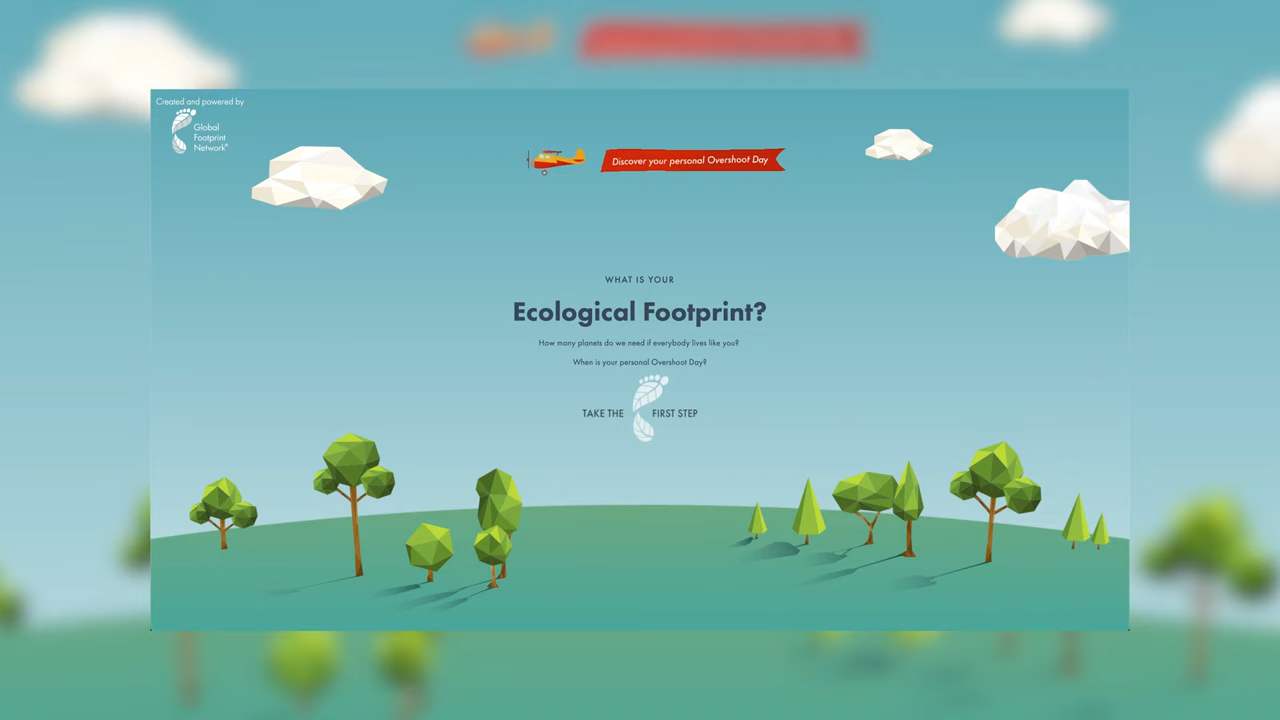 Created and powered by
Global
Footprint
Network®
Discover your personal Overshoot Day
WHAT IS YOUR
Ecological Footprint?
How many planets do we need if everybody lives like you?
When is your personal Overshoot Day?
TAKE THE FIRST STEP